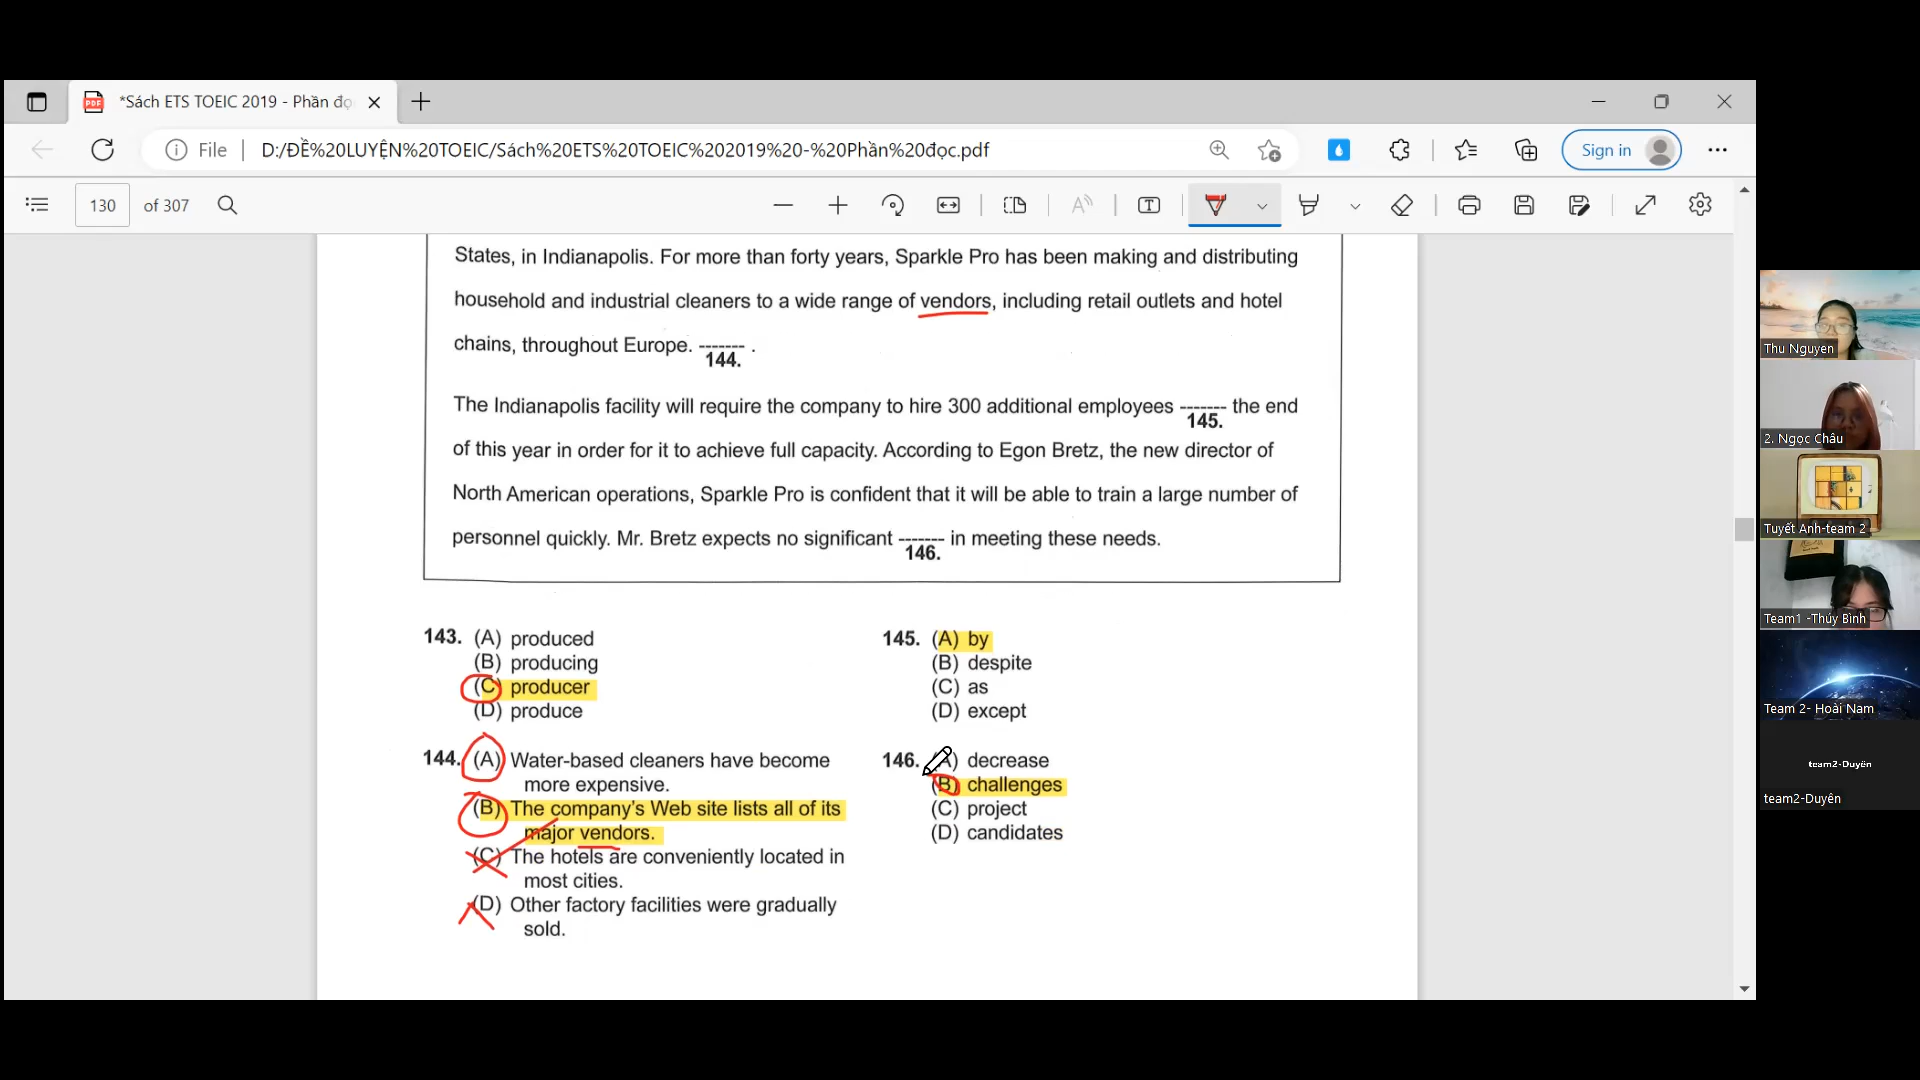 *Sách ETS TOEIC 2019 - Phần đọ
File
D:/ĐỀ%20LUYỆN%20TOEIC/Sách%20ETS%20TOEIC%202019%20-%20Phần%20đọc.pdf
Sign in
130 of 307
States, in Indianapolis. For more than forty years, Sparkle Pro has been making and distributing
household and industrial cleaners to a wide range of vendors, including retail outlets and hotel
chains, throughout Europe. ------- .
144.
The Indianapolis facility will require the company to hire 300 additional employees ------- the end
145.
of this year in order for it to achieve full capacity. According to Egon Bretz, the new director of
North American operations, Sparkle Pro is confident that it will be able to train a large number of
personnel quickly. Mr. Bretz expects no significant ------- in meeting these needs.
146.
143. (A) produced
(B) producing
(C) producer
(D) produce
144. (A) Water-based cleaners have become
more expensive.
(B) The company's Web site lists all of its
major vendors.
(C) The hotels are conveniently located in
most cities.
(D) Other factory facilities were gradually
sold.
145. (A) by
(B) despite
(C) as
(D) except
146. (A) decrease
(B) challenges
(C) project
(D) candidates
Thu Nguyen
2. Ngọc Châu
Tuyết Anh-team 2
Team1 -Thúy Bình
Team 2- Hoài Nam
team2-Duyên
team2-Duyên